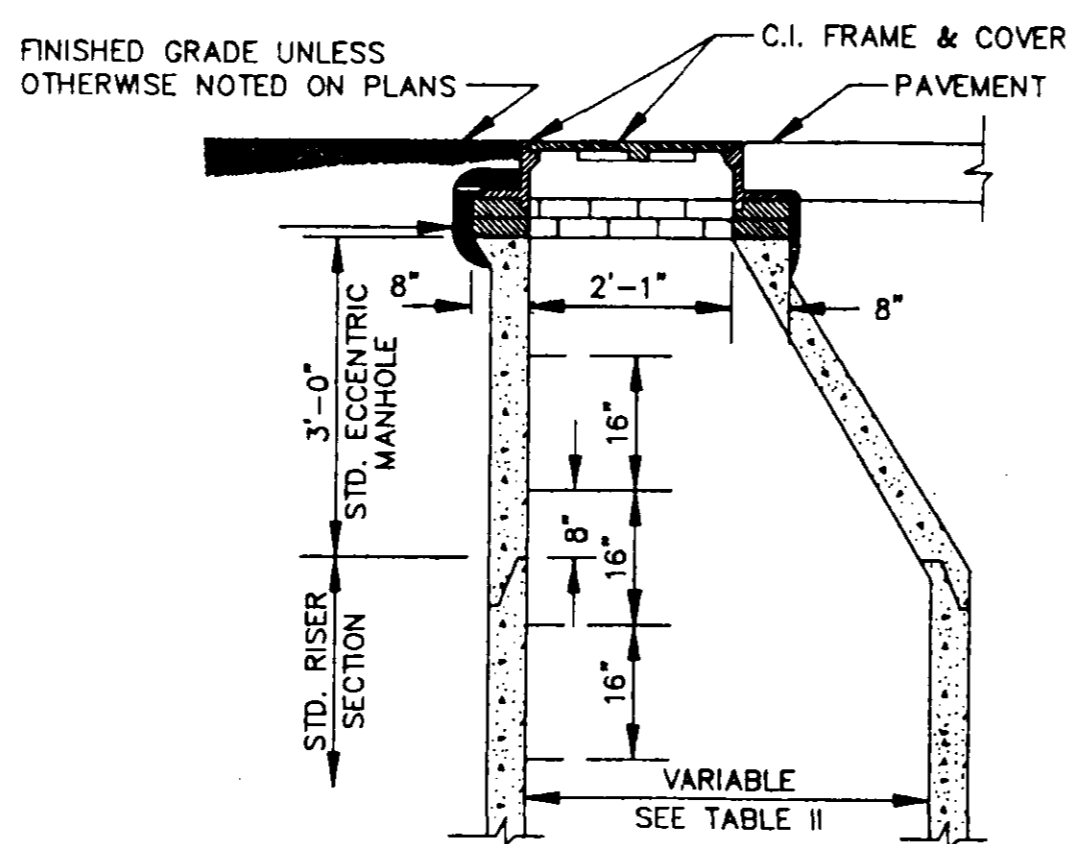 FINISHED GRADE UNLESS
OTHERWISE NOTED ON PLANS
C.I. FRAME & COVER
PAVEMENT
8"
2'-1"
8"
3'-0"
STD. ECCENTRIC
MANHOLE
16"
8"
16"
STD. RISER
SECTION
16"
VARIABLE
SEE TABLE II